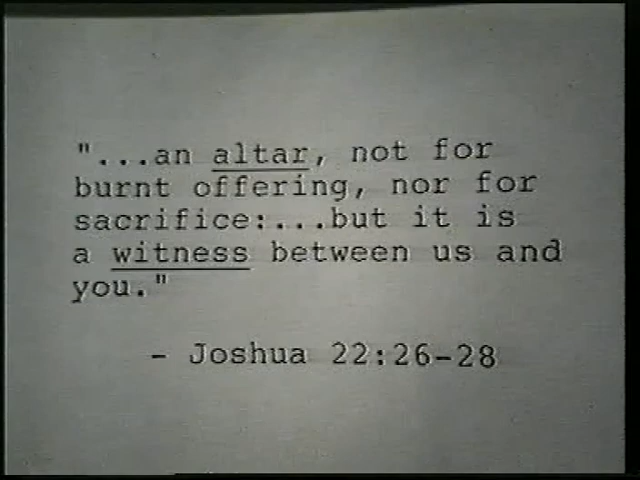 "...an altar, not for
burnt offering, nor for
sacrifice:...but it is
a witness between us and
you."
- Joshua 22:26-28